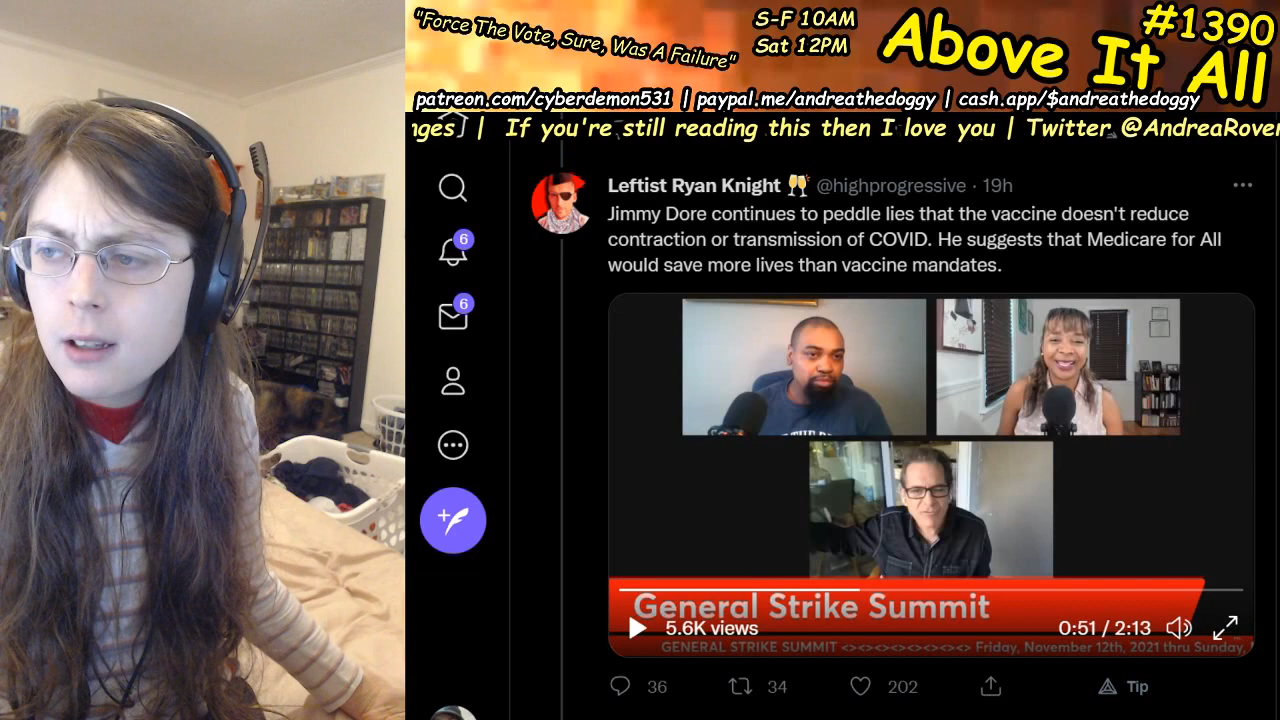 "Force The Vote, Sure, Was A Failure"
S-F 10AM
Sat 12PM
#1390
Above It All
patreon.com/cyberdemon531 | paypal.me/andreathedoggy | cash.app/$andreathedoggy
nges | If you're still reading this then I love you | Twitter @AndreaRover
Leftist Ryan Knight 🥂 @highprogressive · 19h
Jimmy Dore continues to peddle lies that the vaccine doesn't reduce
contraction or transmission of COVID. He suggests that Medicare for All
would save more lives than vaccine mandates.
6
6
General Strike Summit
5.6K views
0:51 / 2:13
GENERAL STRIKE SUMMIT <><><><><><><><> Friday, November 12th, 2021 thru Sunday,
36
34
202
Tip